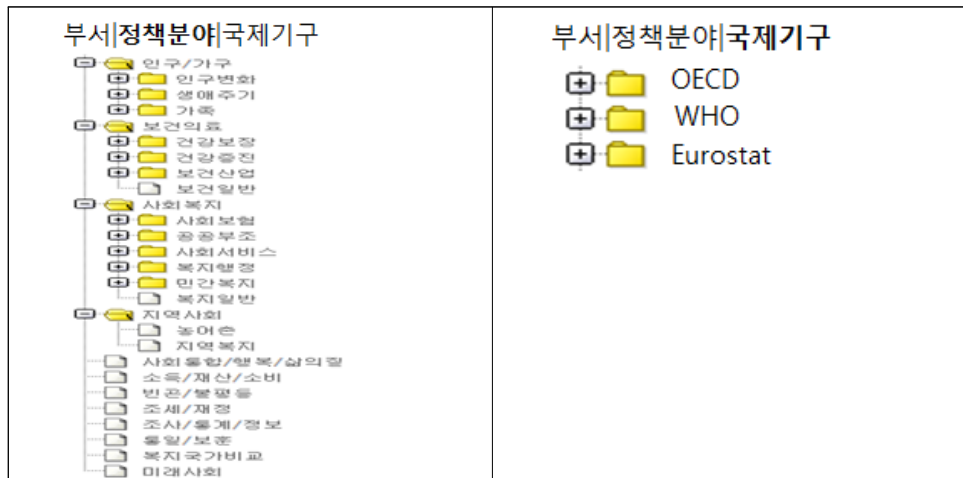 부서|정책분야|국제기구
인구/가구
인구변화
생애주기
가족
보건의료
건강보장
건강증진
보건산업
보건일반
사회복지
사회보험
공공부조
사회서비스
복지행정
민간복지
복지일반
지역사회
농어촌
지역복지
사회통합/행복/삶의질
소득/재산/소비
빈곤/불평등
조세/재정
조사/통계/정보
통일/보훈
복지국가비교
미래사회
부서|정책분야|국제기구
OECD
WHO
Eurostat